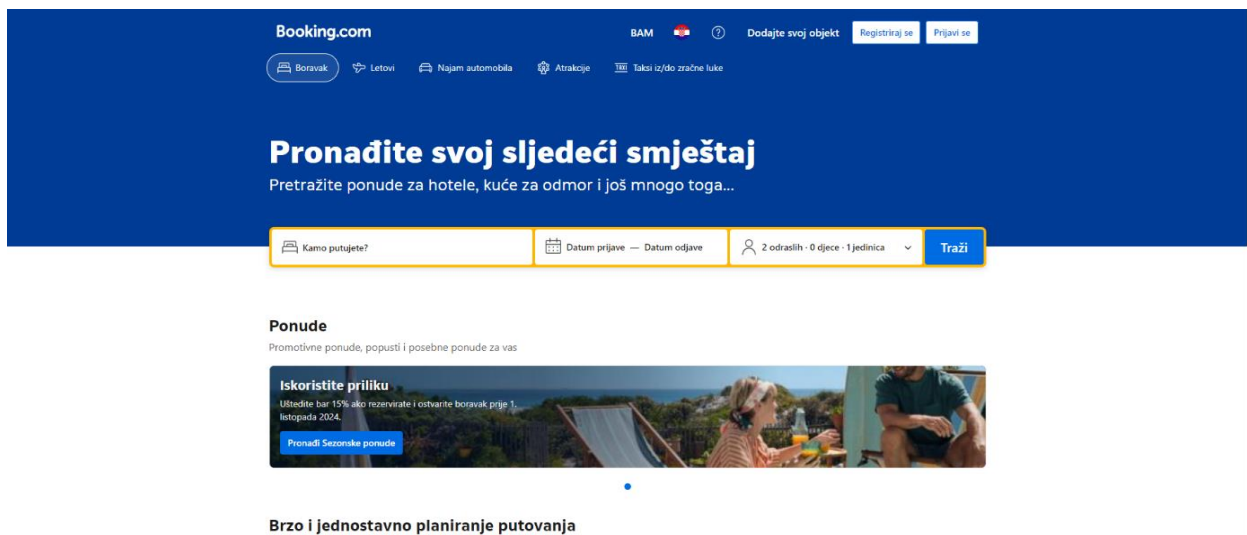 Booking.com
BAM
Dodajte svoj objekt
Registriraj se
Prijavi se
Boravak
Letovi
Najam automobila
Atrakcije
TAXI
Taksi iz/do zračne luke
Pronađite svoj sljedeći smještaj
Pretražite ponude za hotele, kuće za odmor i još mnogo toga...
Kamo putujete?
Datum prijave — Datum odjave
2 odraslih · 0 djece · 1 jedinica
Traži
Ponude
Promotivne ponude, popusti i posebne ponude za vas
Iskoristite priliku
Uštedite bar 15% ako rezervirate i ostvarite boravak prije 1.
listopada 2024.
Pronađi Sezonske ponude
Brzo i jednostavno planiranje putovanja